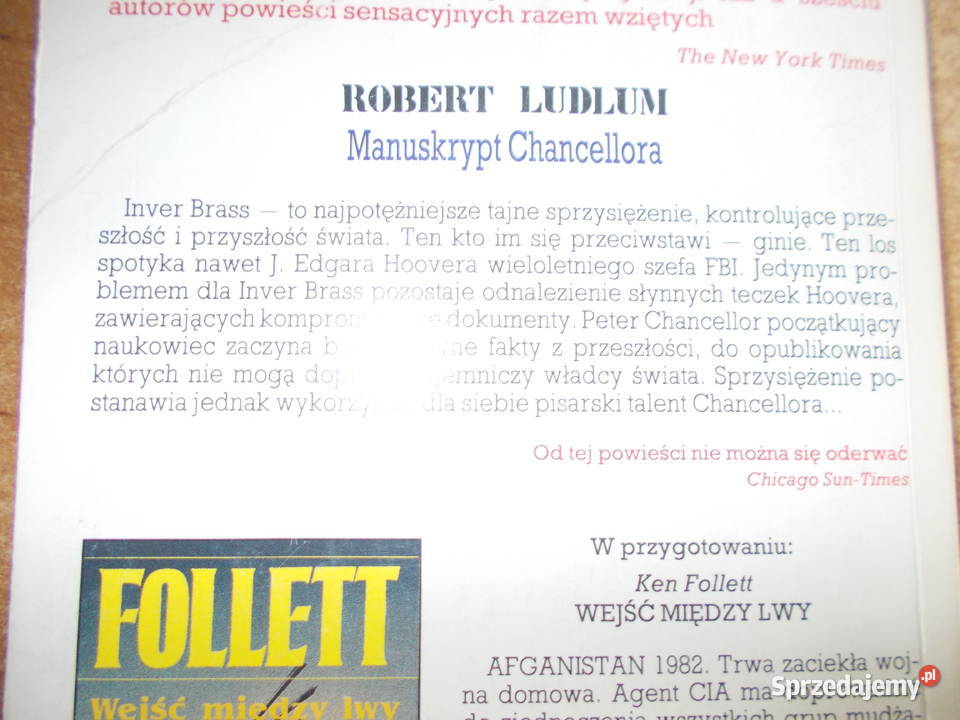 autorów powieści sensacyjnych razem wziętych
The New York Times
ROBERT LUDLUM
Manuskrypt Chancellora
Inver Brass — to najpotężniejsze tajne sprzysiężenie, kontrolujące prze-
szłość i przyszłość świata. Ten kto im się przeciwstawi — ginie. Ten los
spotyka nawet J. Edgara Hoovera wieloletniego szefa FBI. Jedynym pro-
blemem dla Inver Brass pozostaje odnalezienie słynnych teczek Hoovera,
zawierających dokumenty. Peter Chancellor początkujący
naukowiec zaczyna fakty z przeszłości, do opublikowania
których nie mogą władcy świata. Sprzysiężenie po-
stanawia jednak dla siebie pisarski talent Chancellora...
Od tej powieści nie można się oderwać
Chicago Sun-Times
W przygotowaniu:
Ken Follett
WEJŚĆ MIĘDZY LWY
FOLLETT
Wejść między lwy
AFGANISTAN 1982. Trwa zaciekła woj-
na domowa. Agent CIA ma
Sprzedajemy.pl